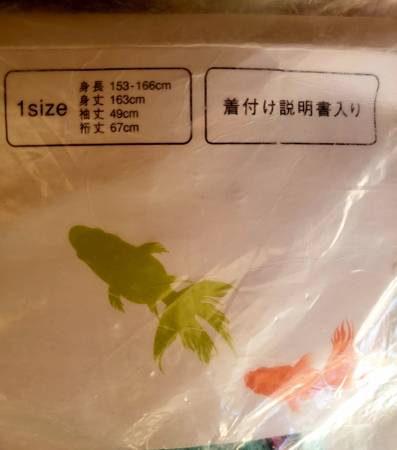 1size
身長 153-166cm
身丈 163cm
袖丈 49cm
裄丈 67cm
着付け説明書入り